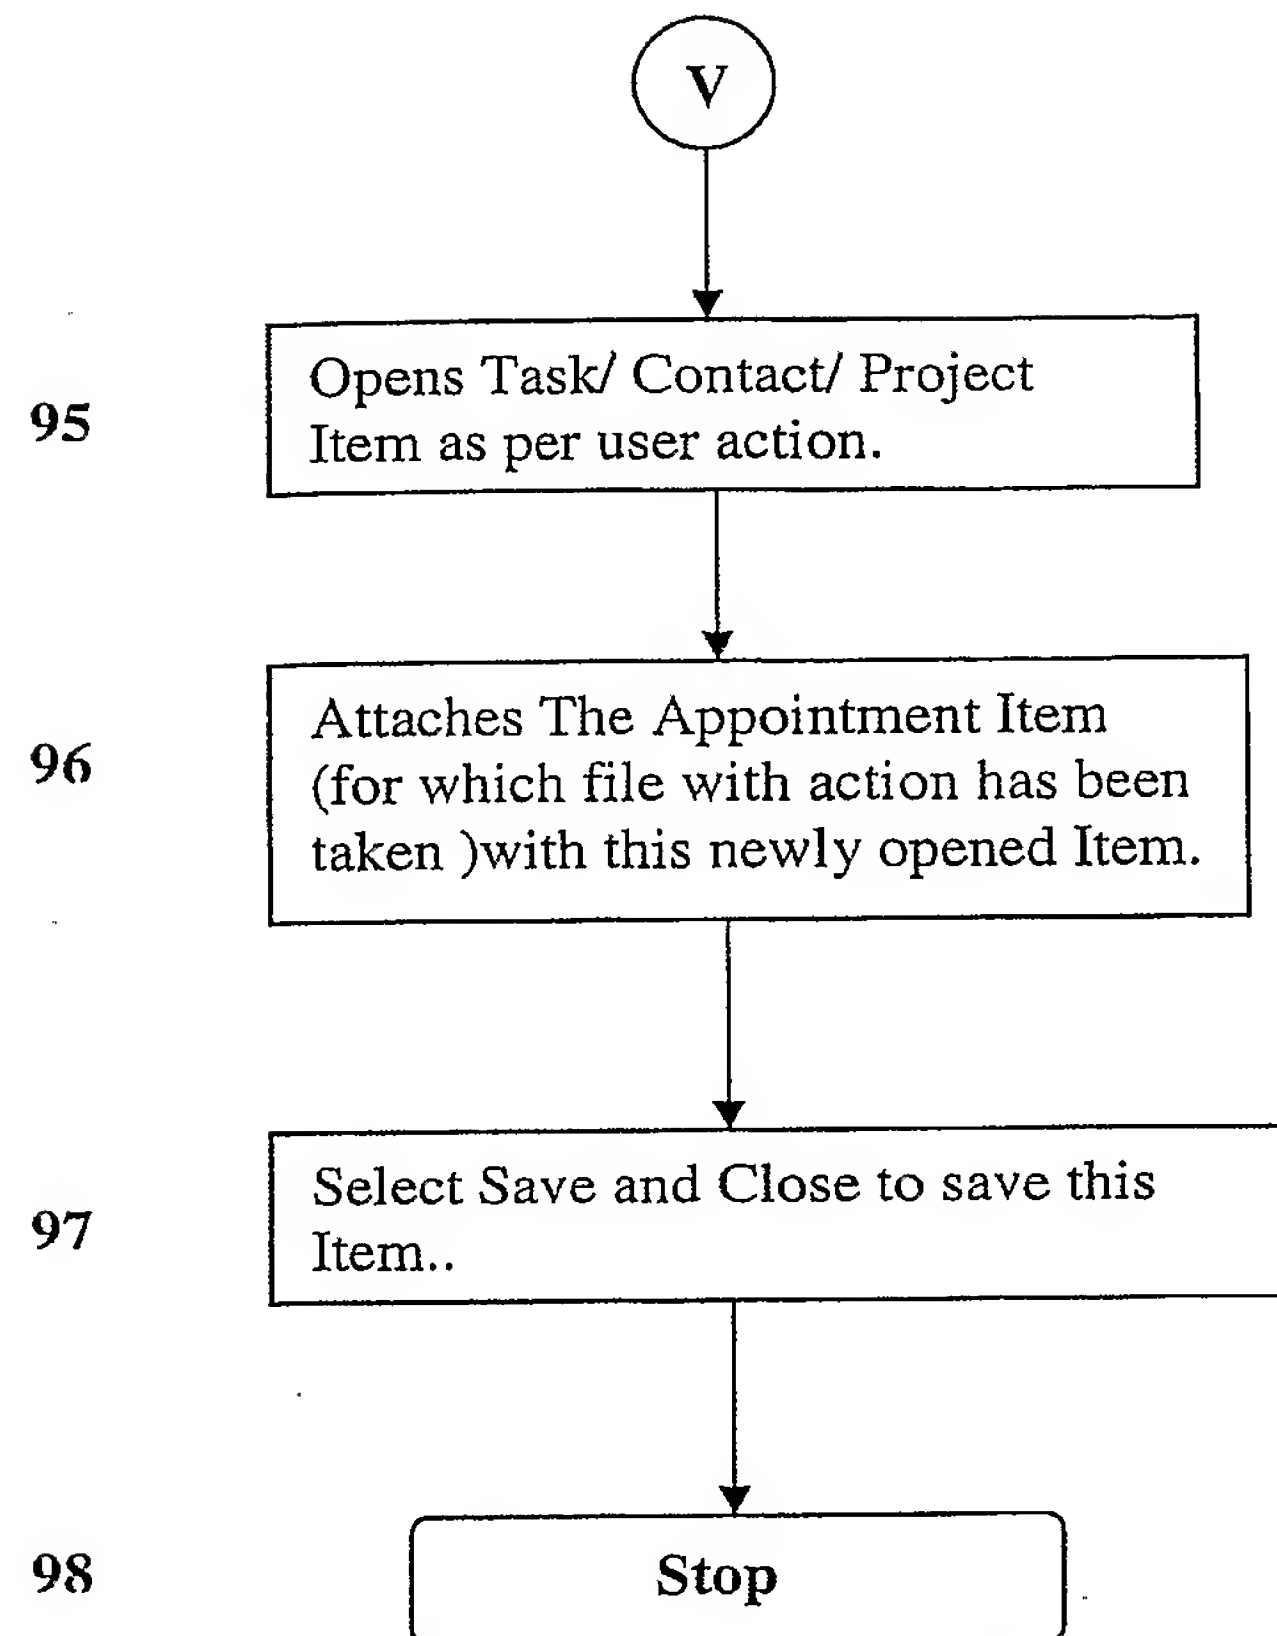 V
95
Opens Task/ Contact/ Project
Item as per user action.
96
Attaches The Appointment Item
(for which file with action has been
taken )with this newly opened Item.
97
Select Save and Close to save this
Item..
98
Stop